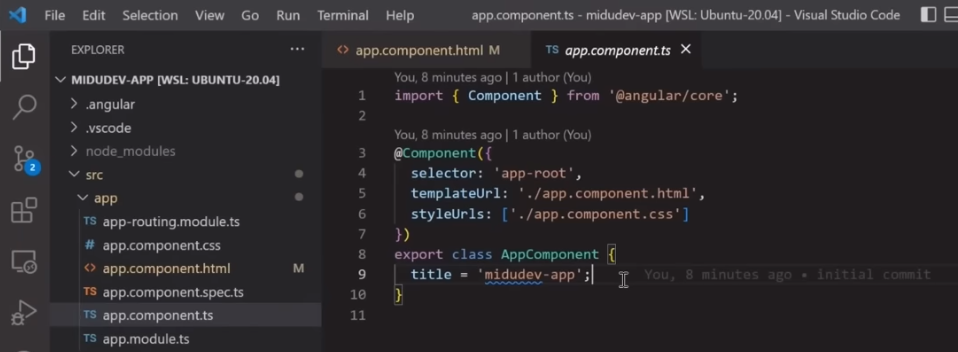 File Edit Selection View Go Run Terminal Help app.component.ts - midudev-app [WSL: Ubuntu-20.04] - Visual Studio Code
EXPLORER ...
MIDUDEV-APP [WSL: UBUNTU-20.04]
.angular
.vscode
node_modules
src
app
TS app-routing.module.ts
# app.component.css
<> app.component.html M
TS app.component.spec.ts
TS app.component.ts
TS app.module.ts
2
<> app.component.html M TS app.component.ts
You, 8 minutes ago | 1 author (You)
1 import { Component } from '@angular/core';
2
You, 8 minutes ago | 1 author (You)
3 @Component({
4 selector: 'app-root',
5 templateUrl: './app.component.html',
6 styleUrls: ['./app.component.css']
7 })
8 export class AppComponent {
9 title = 'midudev-app'; You, 8 minutes ago • initial commit
10 }
11